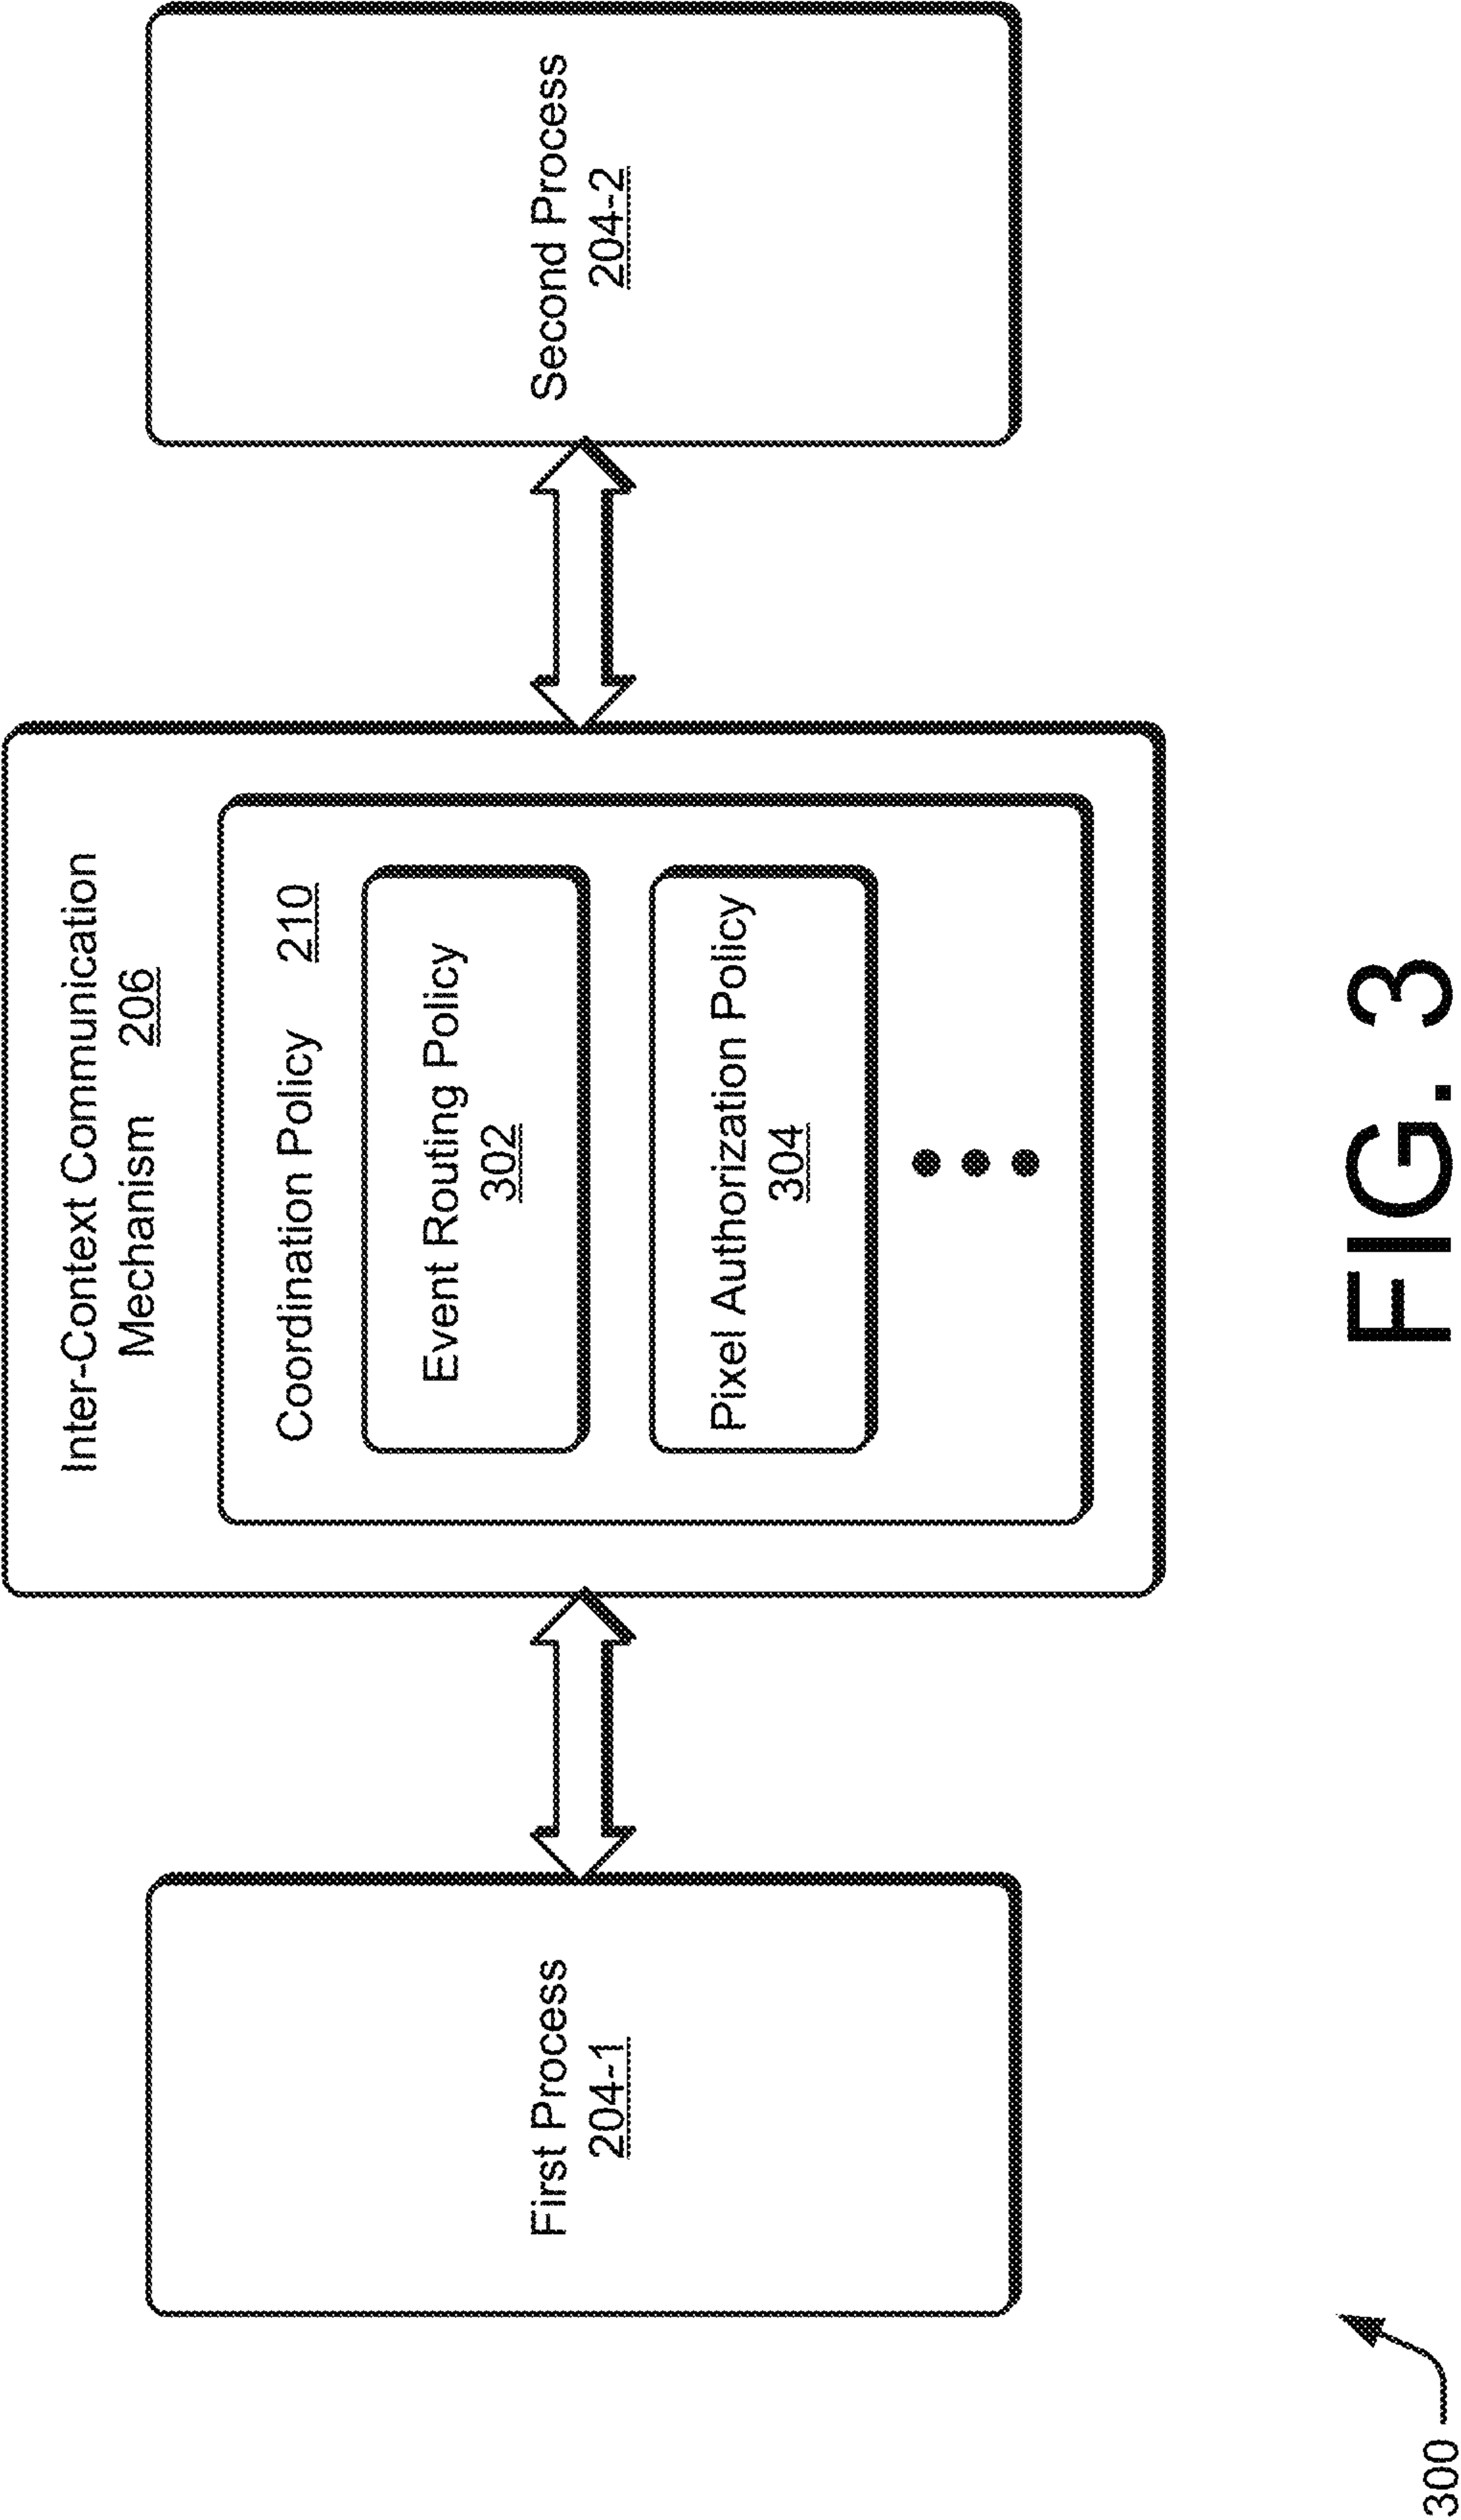 First Process
204-1
Inter-Context Communication
Mechanism 206
Coordination Policy 210
Event Routing Policy
302
Pixel Authorization Policy
304
Second Process
204-2
300
FIG. 3